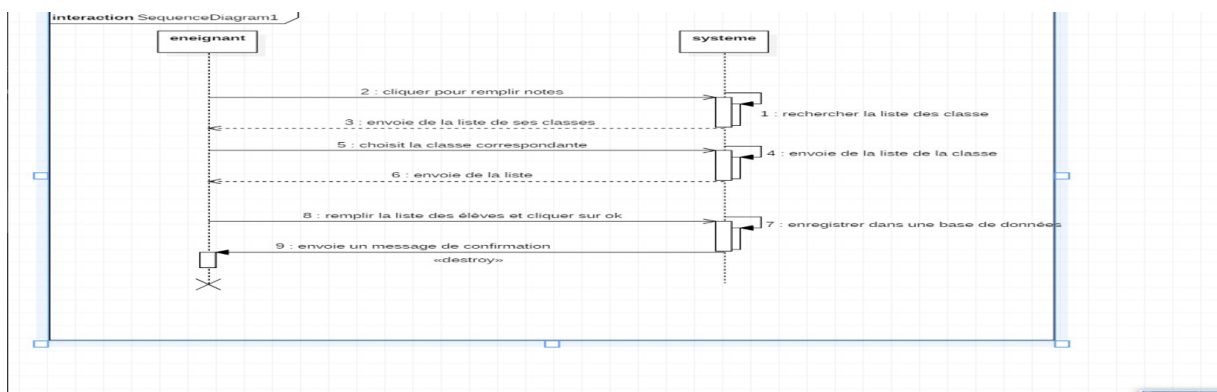 interaction SequenceDiagram1
eneignant
systeme
2 : cliquer pour remplir notes
1 : rechercher la liste des classe
3 : envoie de la liste de ses classes
5 : choisit la classe correspondante
4 : envoie de la liste de la classe
6 : envoie de la liste
8 : remplir la liste des élèves et cliquer sur ok
7 : enregistrer dans une base de données
9 : envoie un message de confirmation
«destroy»